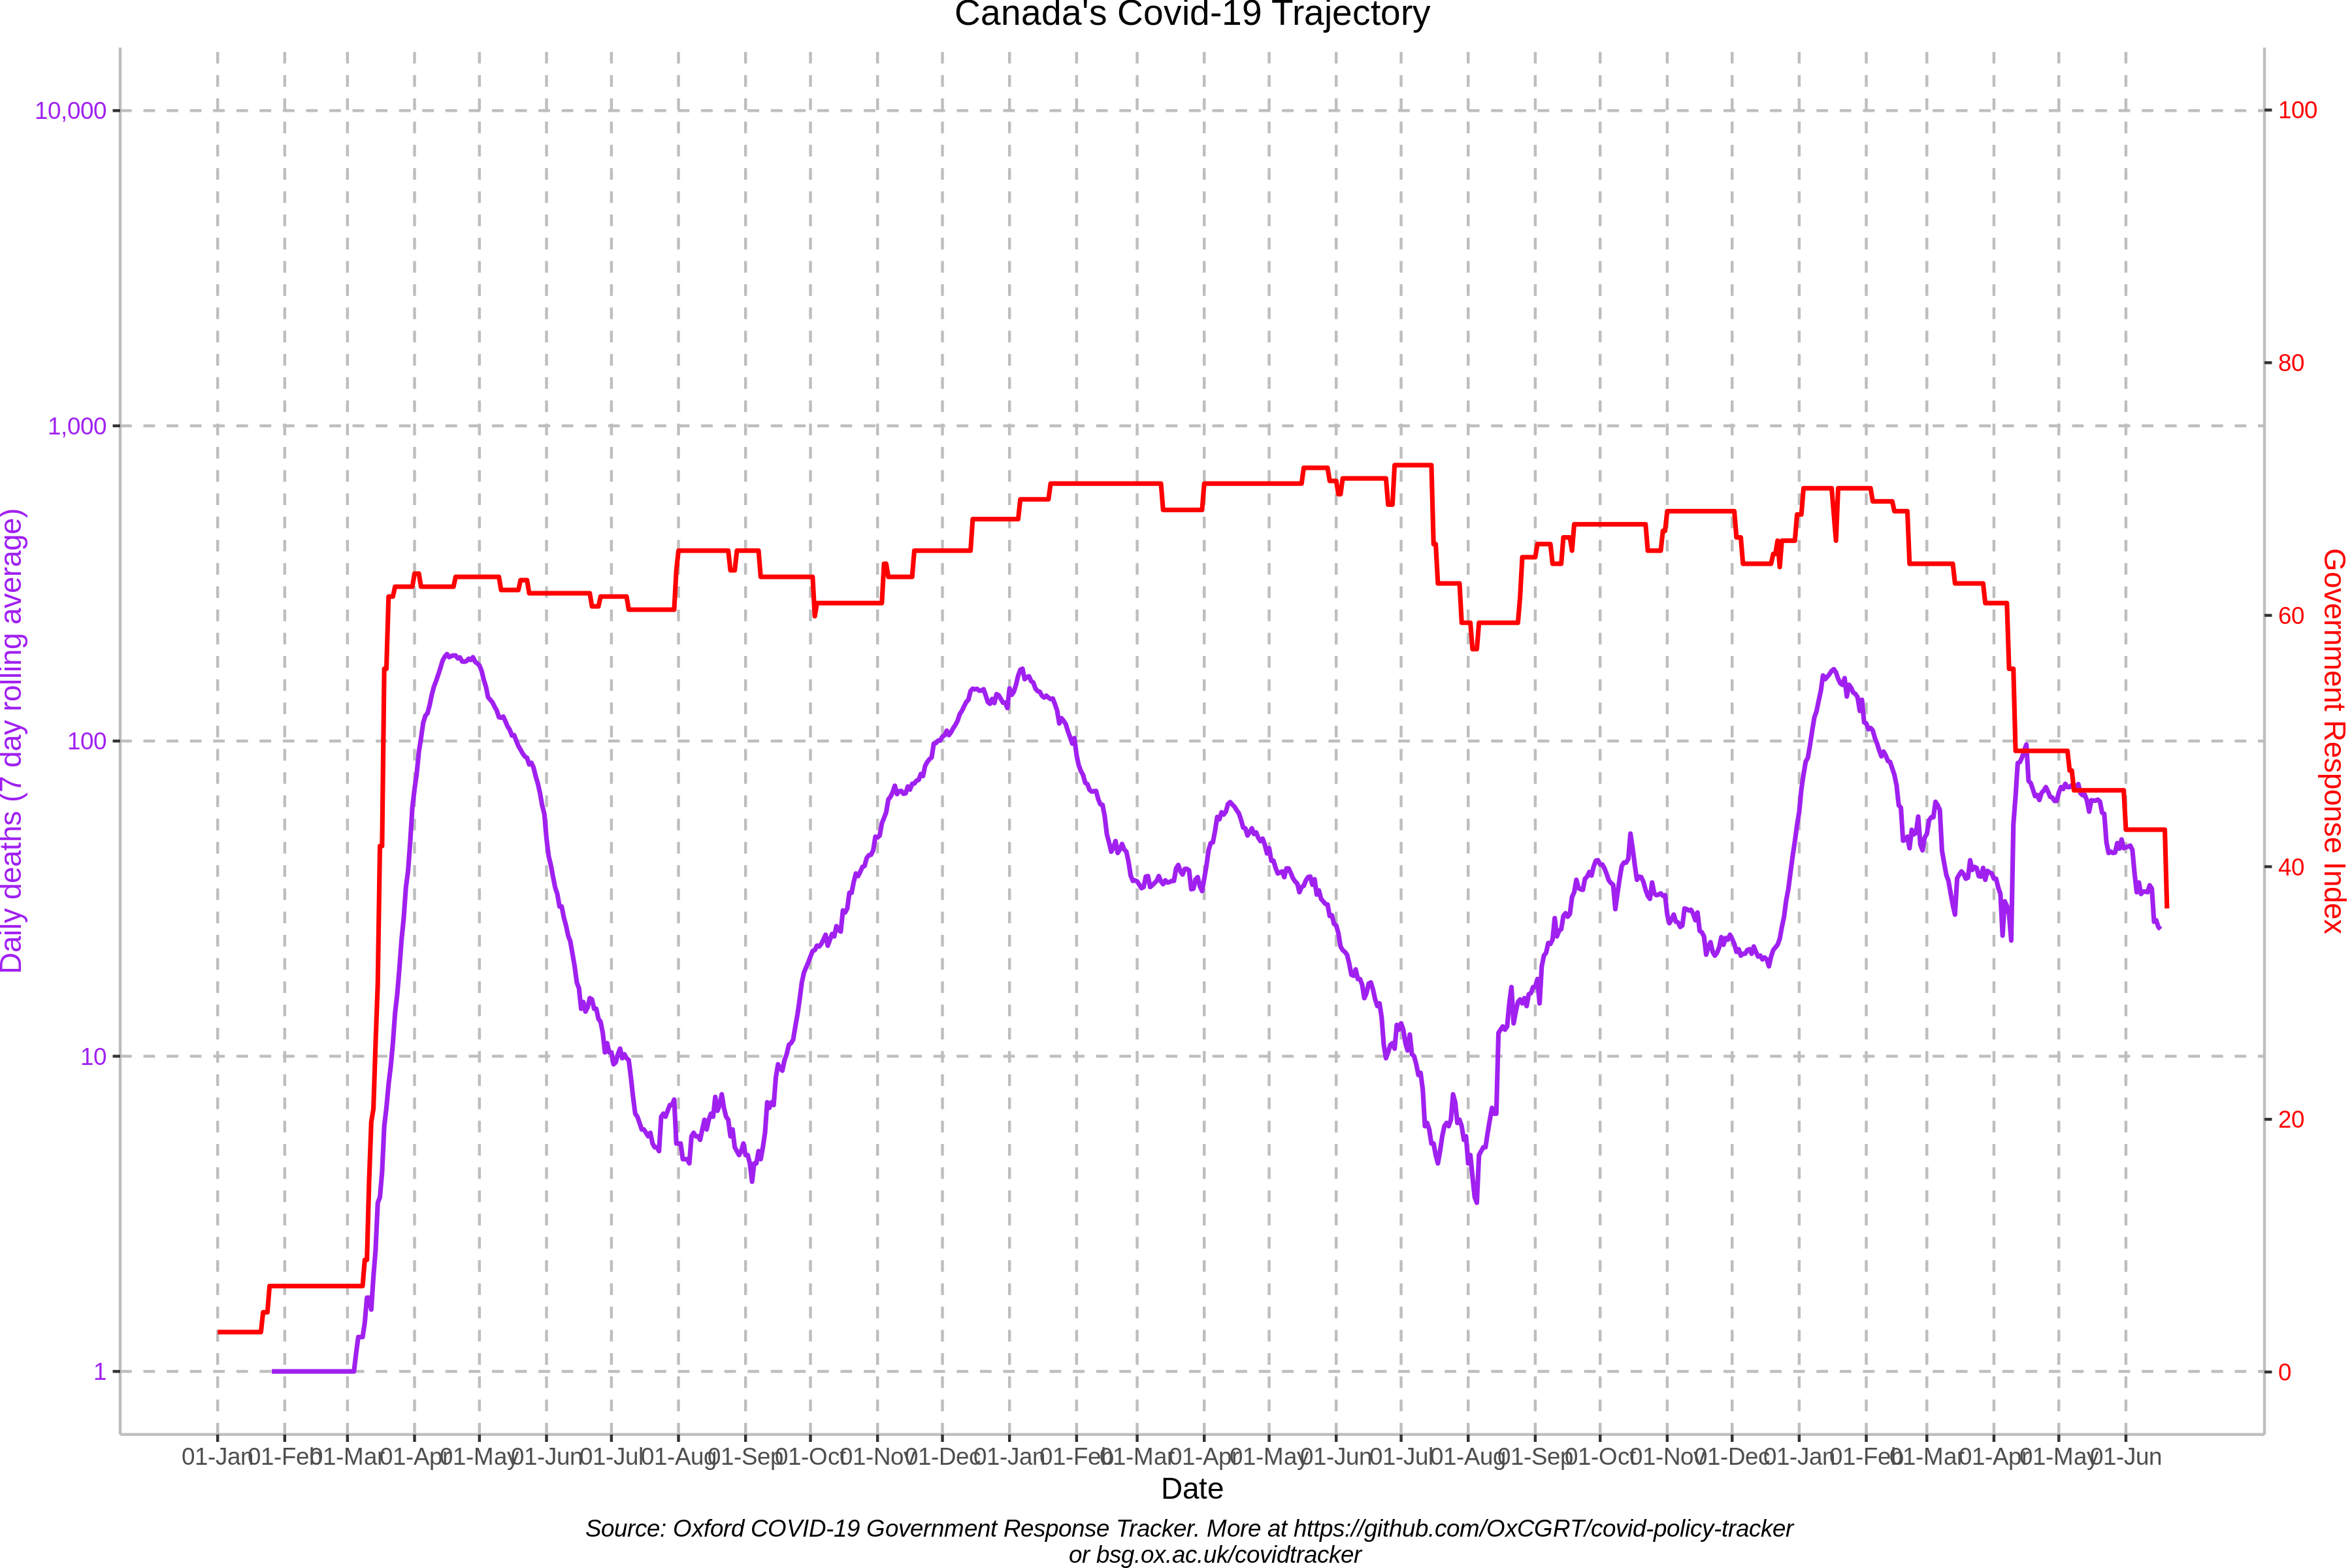 Canada's Covid-19 Trajectory
10,000
1,000
100
10
1
Daily deaths (7 day rolling average)
100
80
60
40
20
0
Government Response Index
01-Jan 01-Feb 01-Mar 01-Apr 01-May 01-Jun 01-Jul 01-Aug 01-Sep 01-Oct 01-Nov 01-Dec 01-Jan 01-Feb 01-Mar 01-Apr 01-May 01-Jun 01-Jul 01-Aug 01-Sep 01-Oct 01-Nov 01-Dec 01-Jan 01-Feb 01-Mar 01-Apr 01-May 01-Jun
Date
Source: Oxford COVID-19 Government Response Tracker. More at https://github.com/OxCGRT/covid-policy-tracker
or bsg.ox.ac.uk/covidtracker